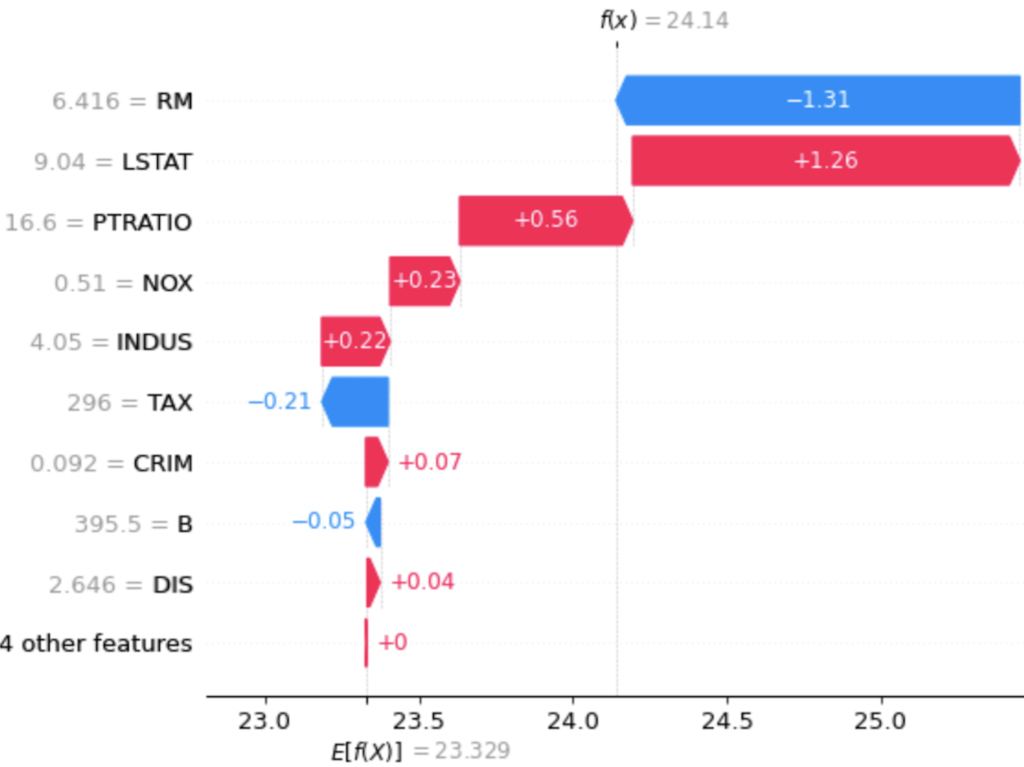 f(x) = 24.14
6.416 = RM
−1.31
9.04 = LSTAT
+1.26
16.6 = PTRATIO
+0.56
0.51 = NOX
+0.23
4.05 = INDUS
+0.22
296 = TAX
−0.21
0.092 = CRIM
+0.07
395.5 = B
−0.05
2.646 = DIS
+0.04
4 other features
+0
23.0 23.5 24.0 24.5 25.0
E[f(X)] = 23.329